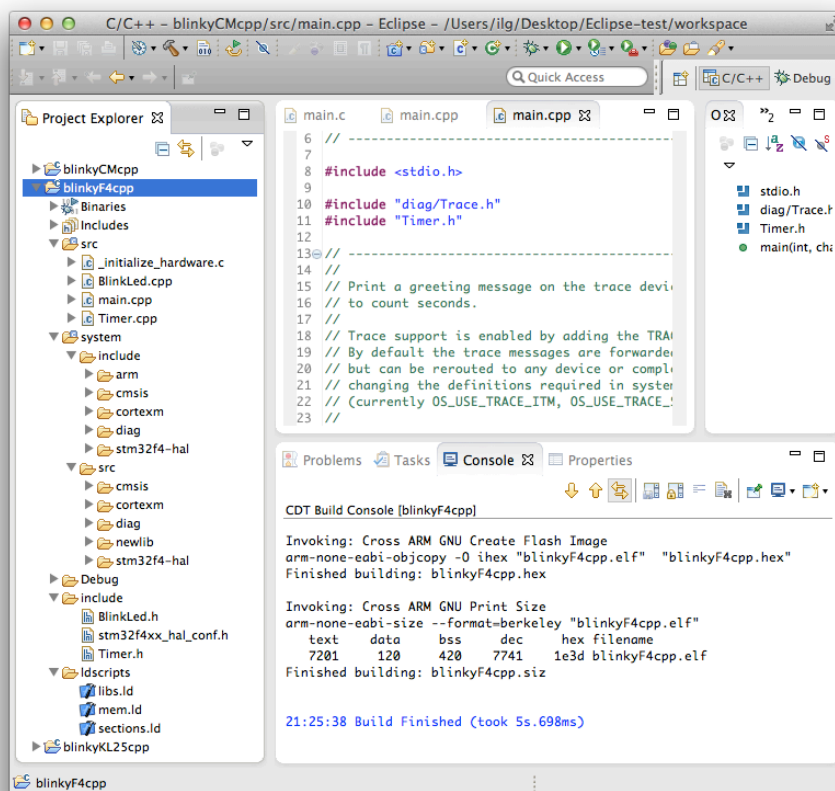 C/C++ – blinkyCMcpp/src/main.cpp – Eclipse – /Users/ilg/Desktop/Eclipse-test/workspace
010
Quick Access
C/C++
Debug
Project Explorer
blinkyCMcpp
blinkyF4cpp
Binaries
Includes
src
_initialize_hardware.c
BlinkLed.cpp
main.cpp
Timer.cpp
system
include
arm
cmsis
cortexm
diag
stm32f4-hal
src
cmsis
cortexm
diag
newlib
stm32f4-hal
Debug
include
BlinkLed.h
stm32f4xx_hal_conf.h
Timer.h
ldscripts
libs.ld
mem.ld
sections.ld
blinkyKL25cpp
main.c main.cpp main.cpp
6 // -----------------------------------------------
7
8 #include <stdio.h>
9
10 #include "diag/Trace.h"
11 #include "Timer.h"
12
13 // -----------------------------------------------
14 //
15 // Print a greeting message on the trace devi
16 // to count seconds.
17 //
18 // Trace support is enabled by adding the TRA
19 // By default the trace messages are forwarde
20 // but can be rerouted to any device or compl
21 // changing the definitions required in syste
22 // (currently OS_USE_TRACE_ITM, OS_USE_TRACE_
23 //
O
»2
stdio.h
diag/Trace.h
Timer.h
main(int, cha
Problems Tasks Console Properties
CDT Build Console [blinkyF4cpp]
Invoking: Cross ARM GNU Create Flash Image
arm-none-eabi-objcopy -O ihex "blinkyF4cpp.elf"  "blinkyF4cpp.hex"
Finished building: blinkyF4cpp.hex
Invoking: Cross ARM GNU Print Size
arm-none-eabi-size --format=berkeley "blinkyF4cpp.elf"
text data bss dec hex filename
7201 120 420 7741 1e3d blinkyF4cpp.elf
Finished building: blinkyF4cpp.siz
21:25:38 Build Finished (took 5s.698ms)
blinkyF4cpp